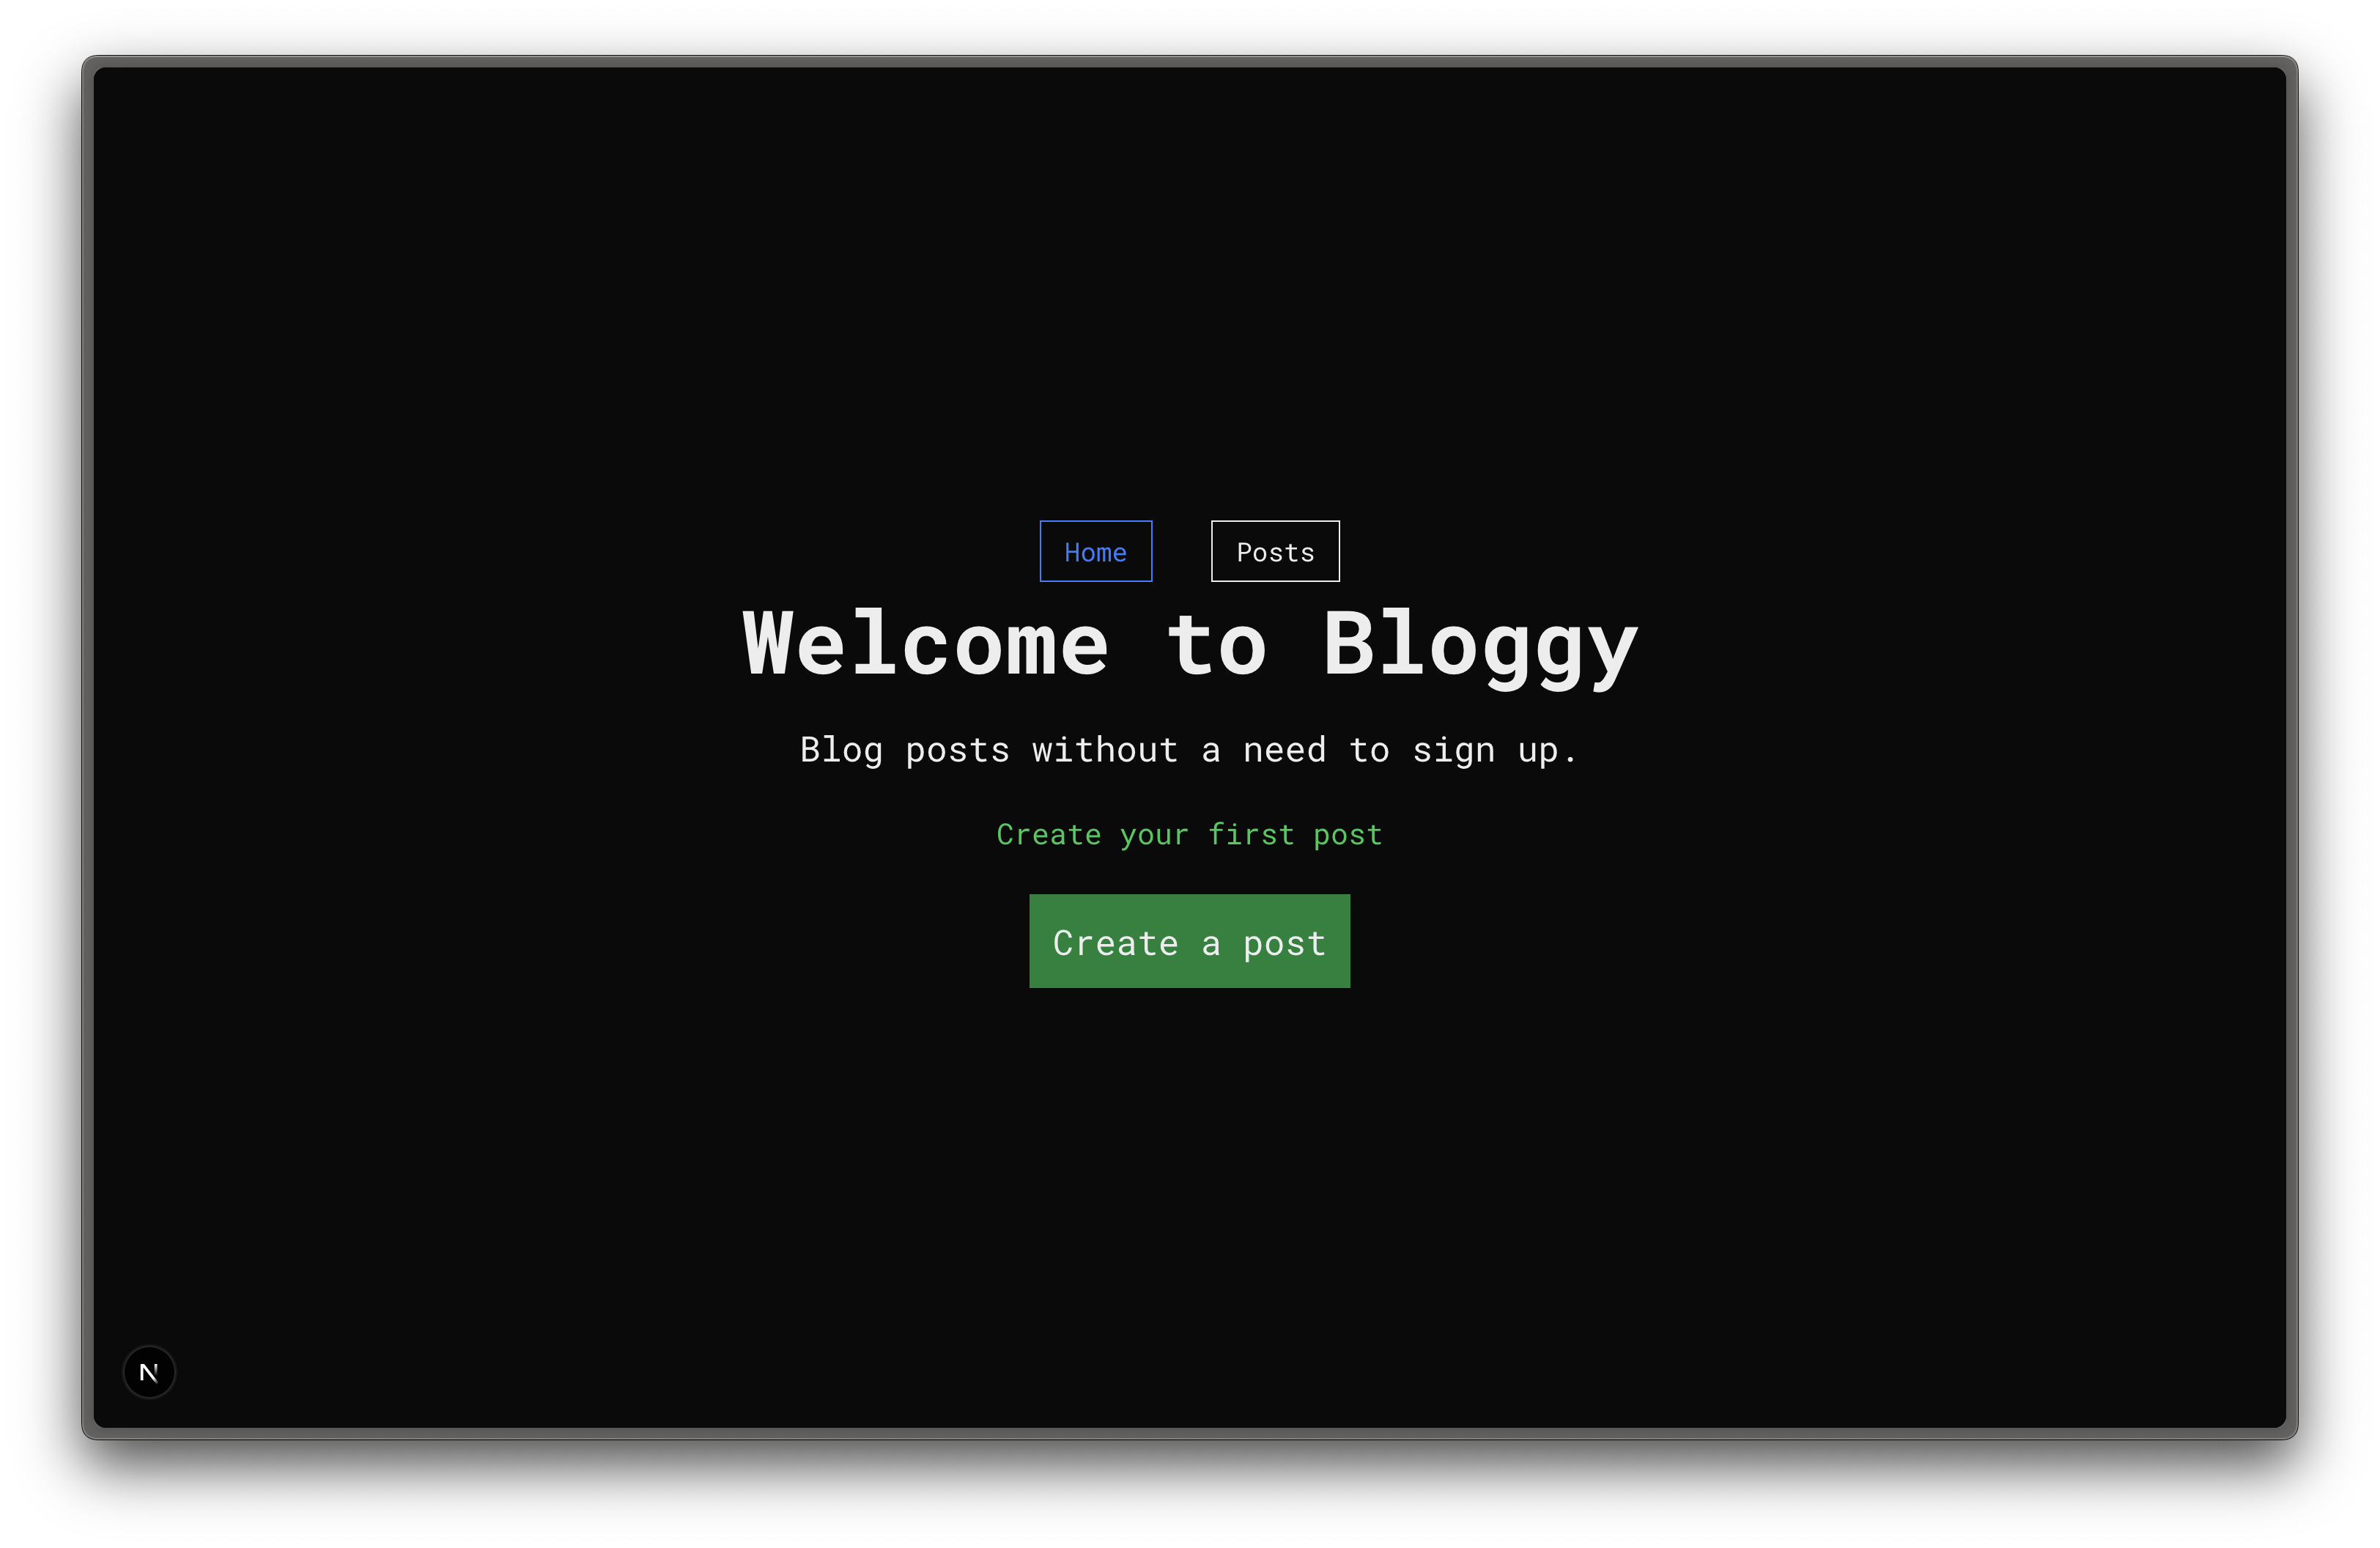 Home Posts
Welcome to Bloggy
Blog posts without a need to sign up.
Create your first post
Create a post
N